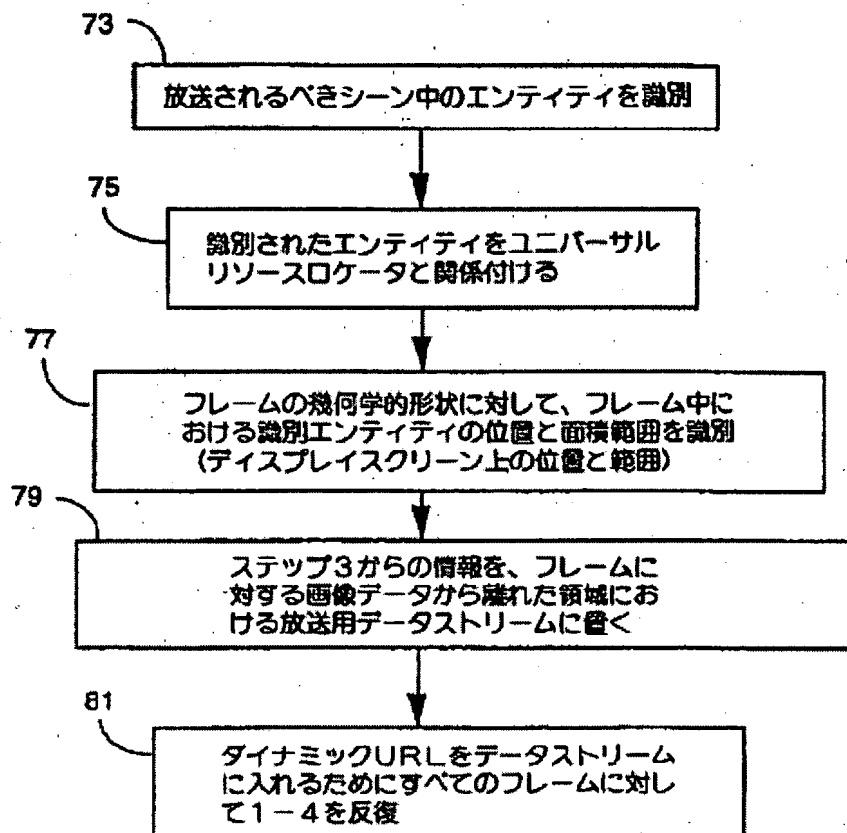 73
放送されるべきシーン中のエンティティを識別
75
識別されたエンティティをユニバーサル
リソースロケータと関係付ける
77
フレームの幾何学的形状に対して、フレーム中に
おける識別エンティティの位置と面積範囲を識別
(ディスプレイスクリーン上の位置と範囲)
79
ステップ3からの情報を、フレームに
対する画像データから離れた領域にお
ける放送用データストリームに置く
81
ダイナミックURLをデータストリーム
に入れるためにすべてのフレームに対し
て1-4を反復